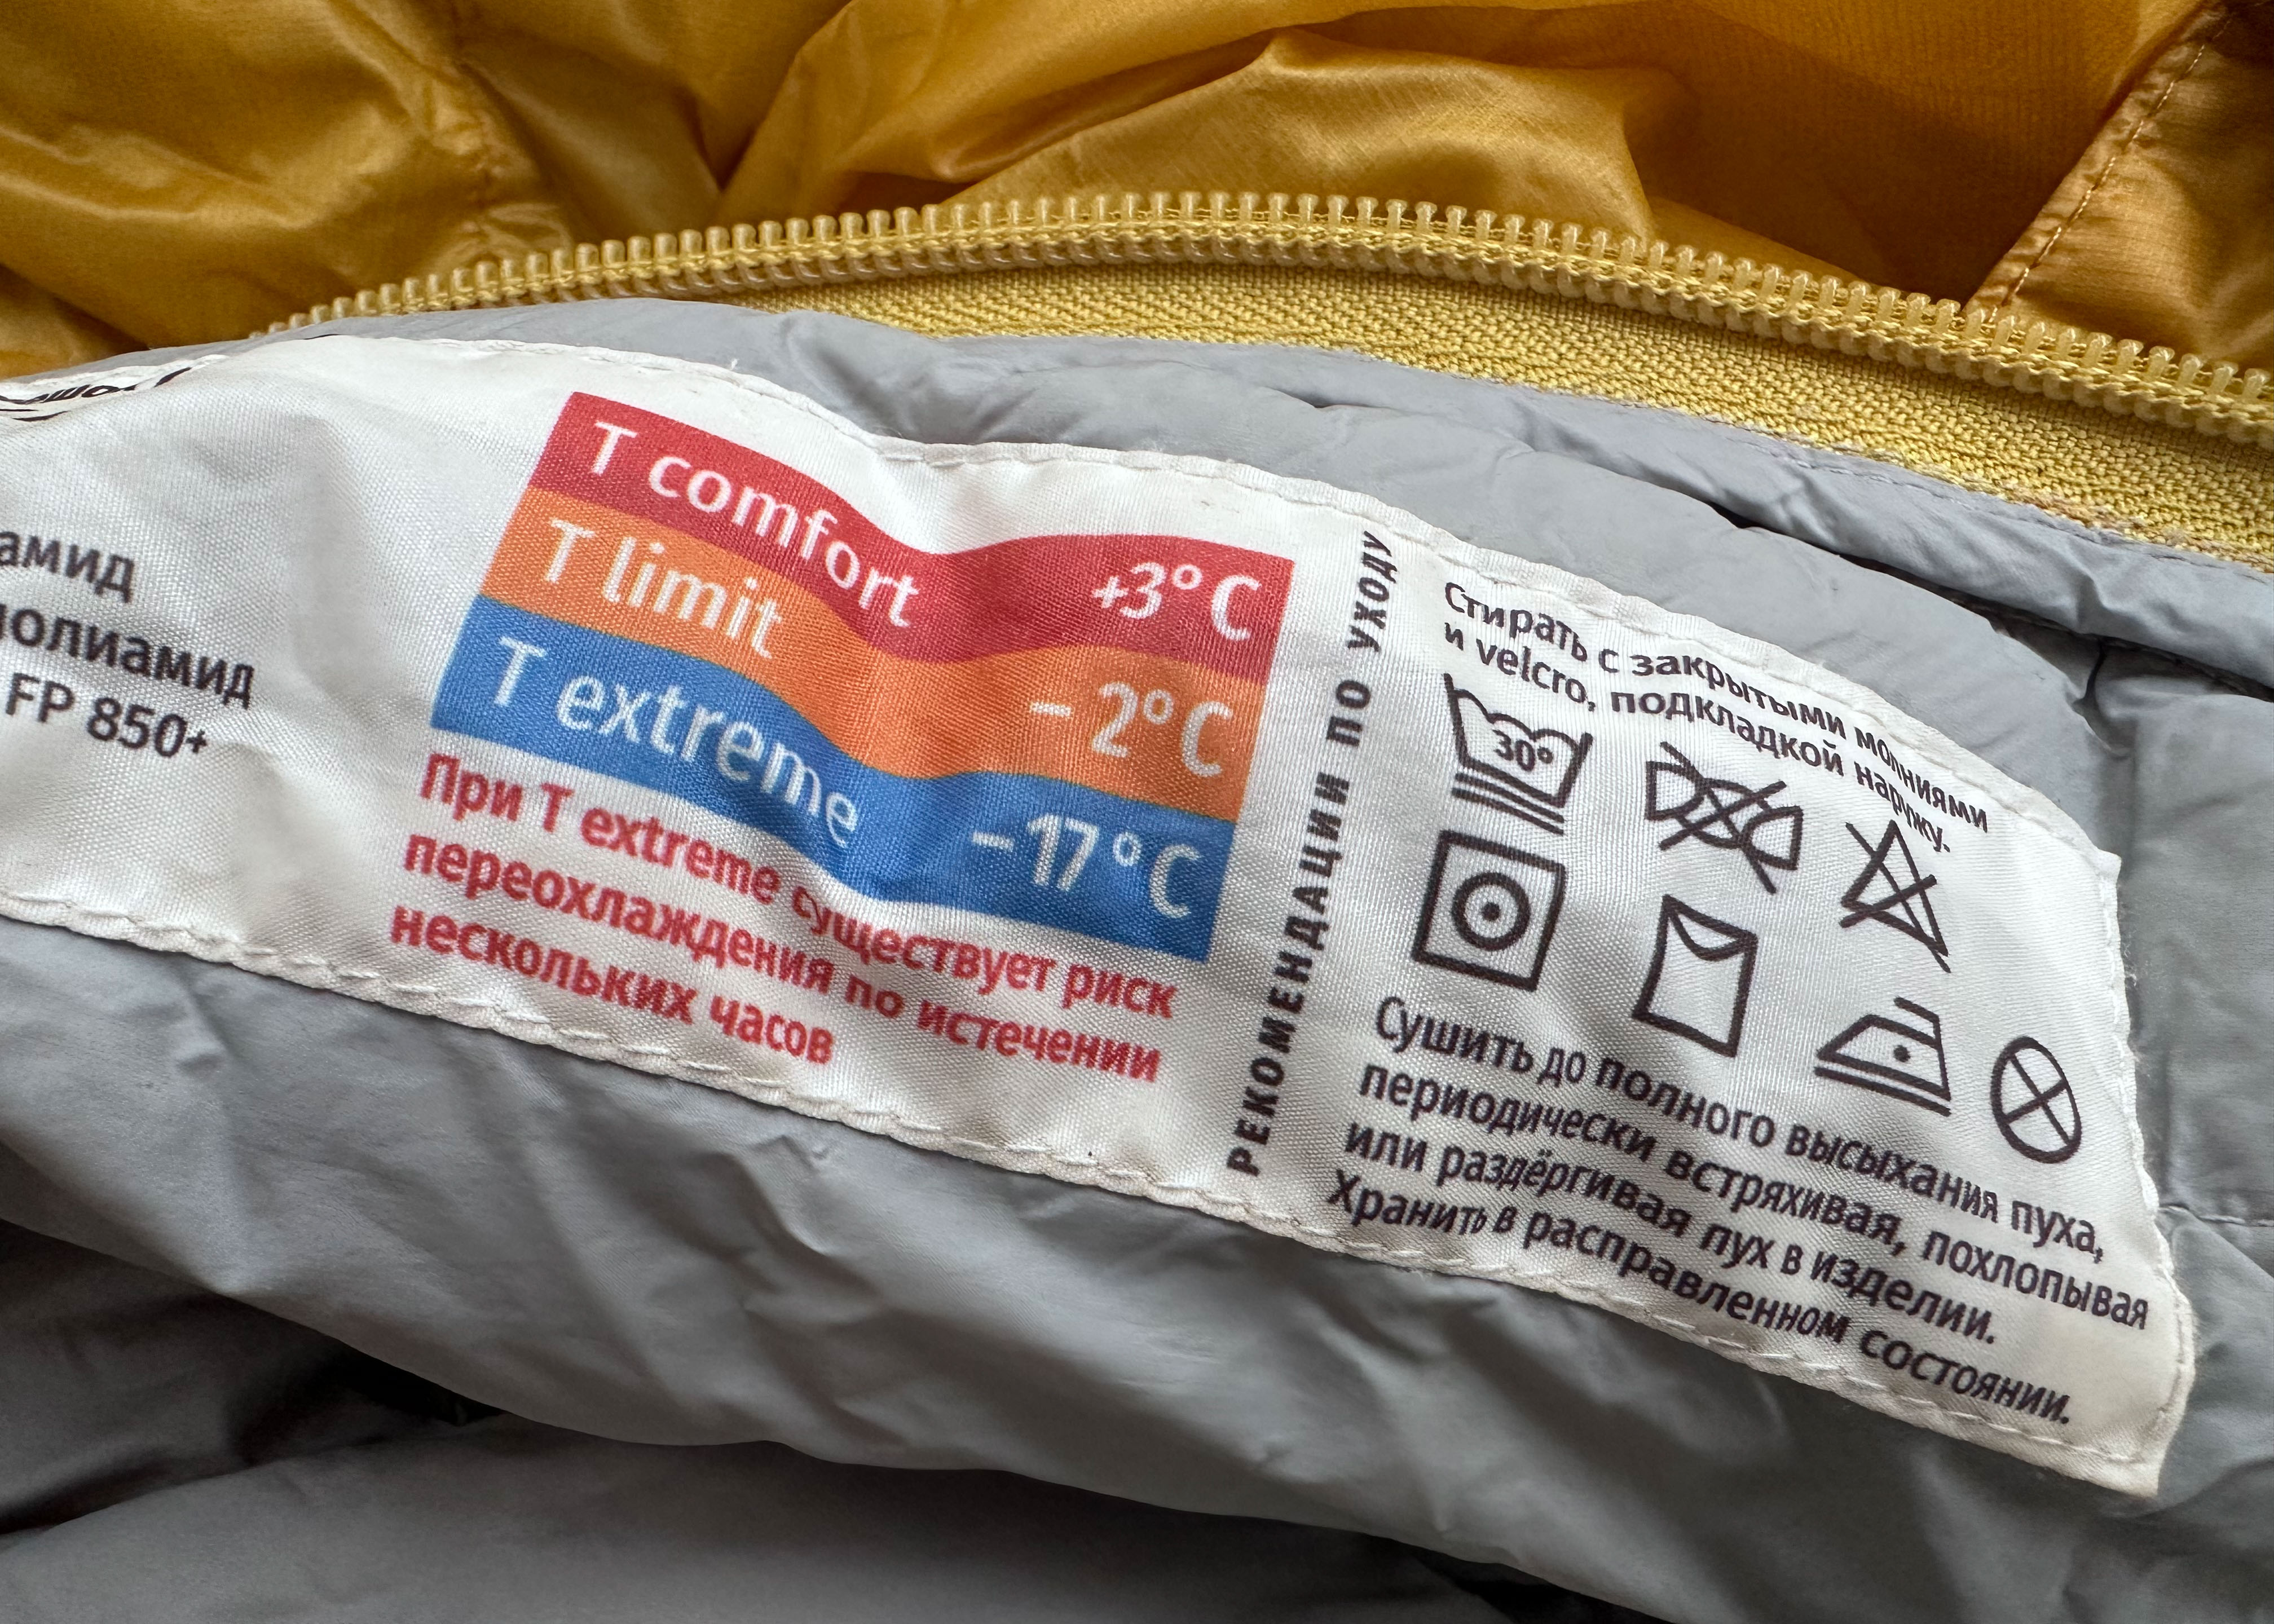 FP 850+
T comfort +3°C
T limit – 2°C
T extreme –17°C
При T extreme существует риск
переохлаждения по истечении
нескольких часов
РЕКОМЕНДАЦИИ ПО УХОДУ
Стирать с закрытыми молниями
и velcro, подкладкой наружу.
30°
Сушить до полного высыхания пуха,
периодически встряхивая, похлопывая
или раздёргивая пух в изделии.
Хранить в расправленном состоянии.